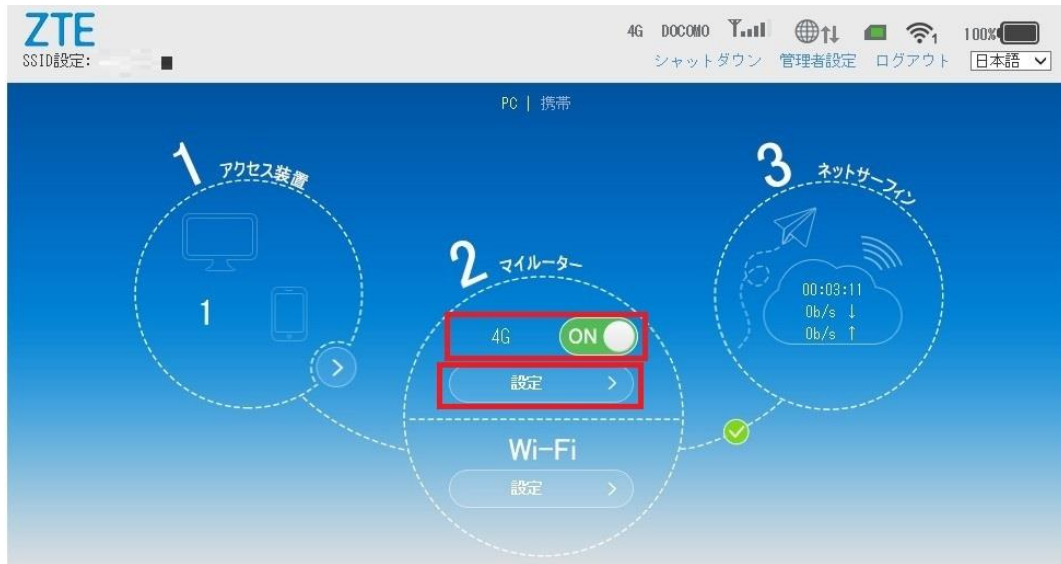 ZTE
4G DOCOMO 1 100%
SSID設定:
シャットダウン 管理者設定 ログアウト 日本語
PC | 携帯
1 アクセス装置
1
2 マイルーター
4G ON
設定
Wi-Fi
設定
3 ネットサーフィン
00:03:11
0b/s ↓
0b/s ↑